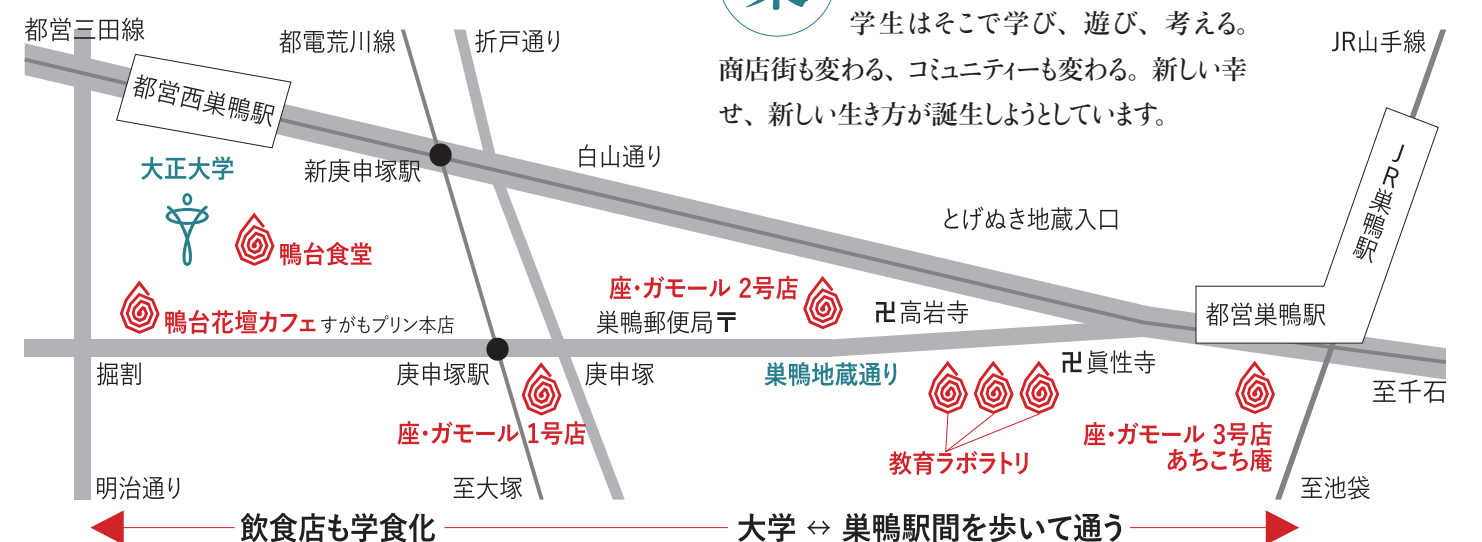 都営三田線
都電荒川線
折戸通り
学生はそこで学び、遊び、考える。
商店街も変わる、コミュニティーも変わる。新しい幸
せ、新しい生き方が誕生しようとしています。
JR山手線
都営西巣鴨駅
新庚申塚駅
白山通り
JR巣鴨駅
大正大学
とげぬき地蔵入口
鴨台食堂
座・ガモール 2号店
巣鴨郵便局〒
卍高岩寺
都営巣鴨駅
鴨台花壇カフェ すがもプリン本店
掘割
庚申塚駅
庚申塚
巣鴨地蔵通り
卍眞性寺
至千石
座・ガモール 1号店
教育ラボラトリ
座・ガモール 3号店
あちこち庵
明治通り
至大塚
至池袋
飲食店も学食化
大学 ↔ 巣鴨駅間を歩いて通う